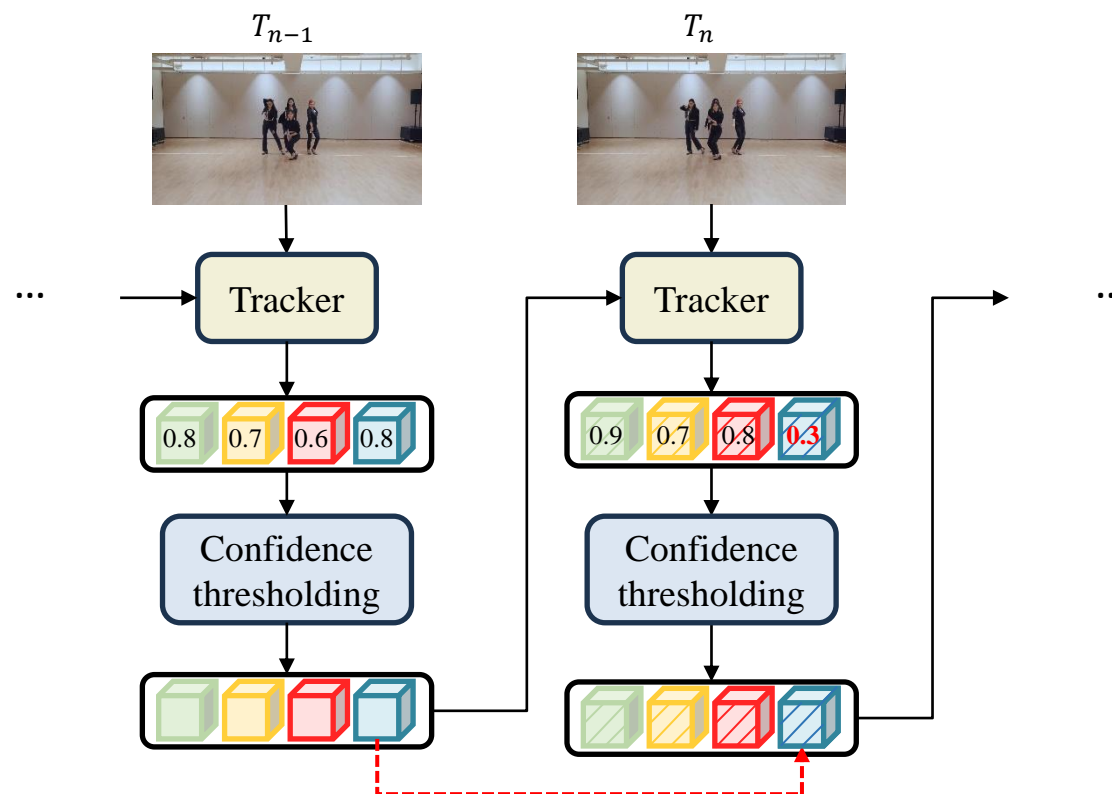 T_{n-1}
T_n
...
Tracker
Tracker
..
0.8 0.7 0.6 0.8
0.9 0.7 0.8 0.3
Confidence
thresholding
Confidence
thresholding